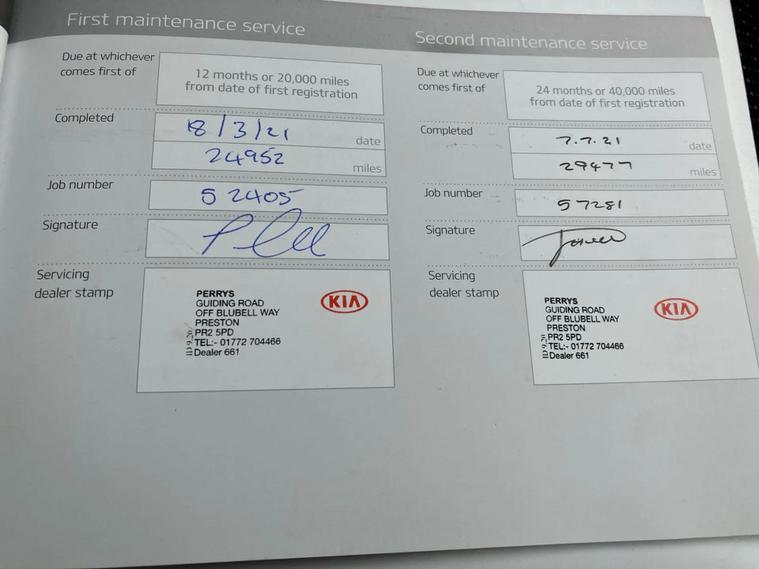 First maintenance service
Due at whichever
comes first of
12 months or 20,000 miles
from date of first registration
Completed
18/3/21
date
24952
miles
Job number
52405
Signature
Servicing
dealer stamp
PERRYS
GUIDING ROAD
OFF BLUBELL WAY
PRESTON
PR2 5PD
TEL:- 01772 704466
Dealer 661
KIA
Second maintenance service
Due at whichever
comes first of
24 months or 40,000 miles
from date of first registration
Completed
7.7.21
date
29477
miles
Job number
57281
Signature
Servicing
dealer stamp
PERRYS
GUIDING ROAD
OFF BLUBELL WAY
PRESTON
PR2 5PD
TEL:- 01772 704466
Dealer 661
KIA